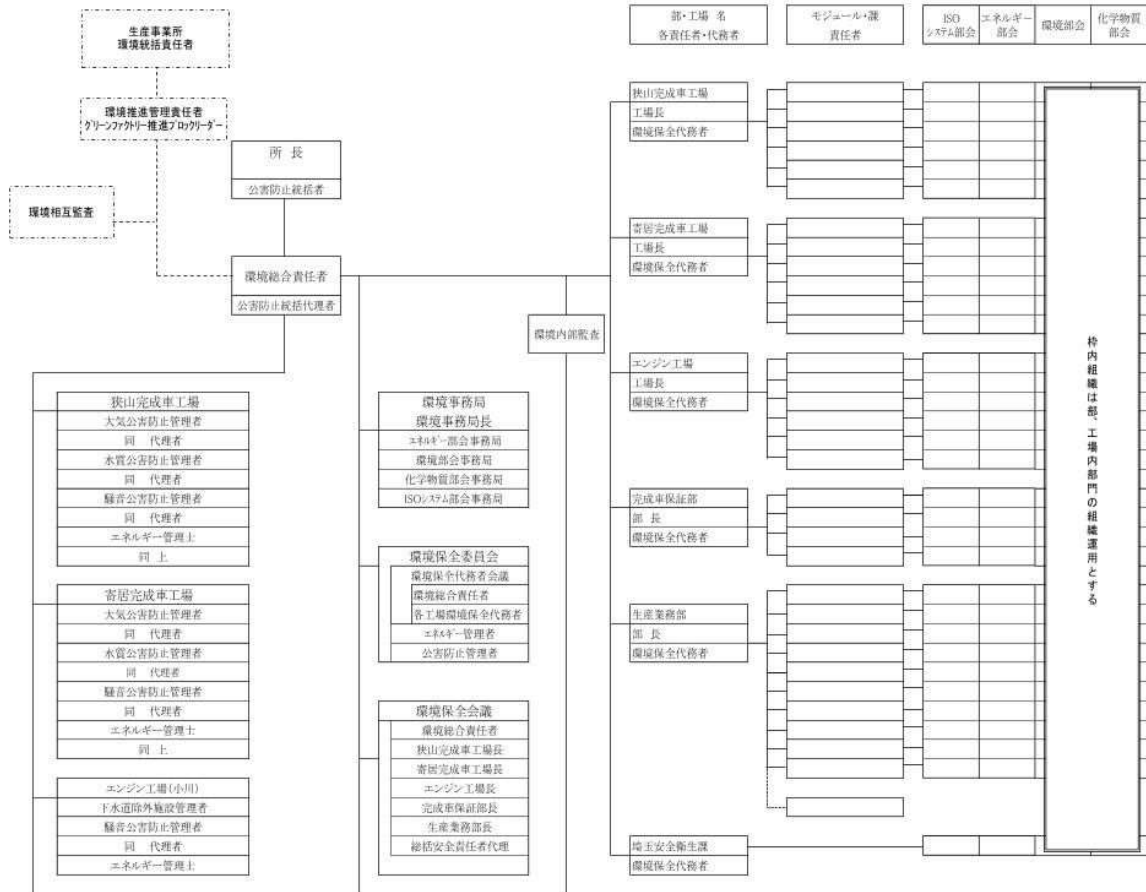 生産事業所
環境統括責任者
環境推進管理責任者
グリーンファクトリー推進ブロックリーダー
環境相互監査
所 長
公害防止統括者
環境総合責任者
公害防止統括代理者
環境内部監査
狭山完成車工場
大気公害防止管理者
同 代理者
水質公害防止管理者
同 代理者
騒音公害防止管理者
同 代理者
エネルギー管理士
同 上
寄居完成車工場
大気公害防止管理者
同 代理者
水質公害防止管理者
同 代理者
騒音公害防止管理者
同 代理者
エネルギー管理士
同 上
エンジン工場(小川)
下水道除外施設管理者
騒音公害防止管理者
同 代理者
エネルギー管理士
環境事務局
環境事務局長
エネルギー部会事務局
環境部会事務局
化学物質部会事務局
ISOシステム部会事務局
環境保全委員会
環境保全代務者会議
環境総合責任者
各工場環境保全代務者
エネルギー管理者
公害防止管理者
環境保全会議
環境総合責任者
狭山完成車工場長
寄居完成車工場長
エンジン工場長
完成車保証部長
生産業務部長
総括安全責任者代理
部・工場 名
各責任者・代務者
モジュール・課
責任者
ISO
システム部会
エネルギー
部会
環境部会
化学物質
部会
狭山完成車工場
工場長
環境保全代務者
寄居完成車工場
工場長
環境保全代務者
エンジン工場
工場長
環境保全代務者
完成車保証部
部 長
環境保全代務者
生産業務部
部 長
環境保全代務者
埼玉安全衛生課
環境保全代務者
枠内組織は部、工場内部門の組織運用とする